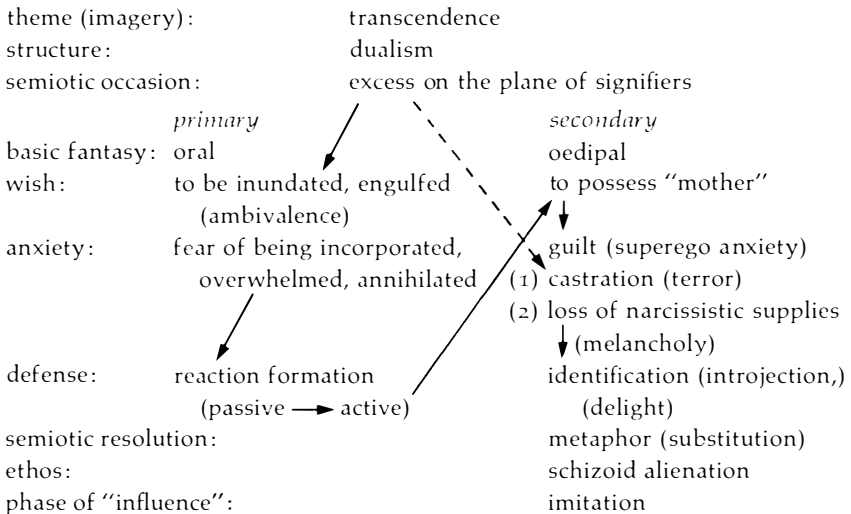 theme (imagery): transcendence
structure: dualism
semiotic occasion: excess on the plane of signifiers
primary secondary
basic fantasy: oral oedipal
wish: to be inundated, engulfed to possess "mother"
(ambivalence)
anxiety: fear of being incorporated, guilt (superego anxiety)
overwhelmed, annihilated (1) castration (terror)
(2) loss of narcissistic supplies
(melancholy)
defense: reaction formation identification (introjection,)
(passive → active) (delight)
semiotic resolution: metaphor (substitution)
ethos: schizoid alienation
phase of "influence": imitation